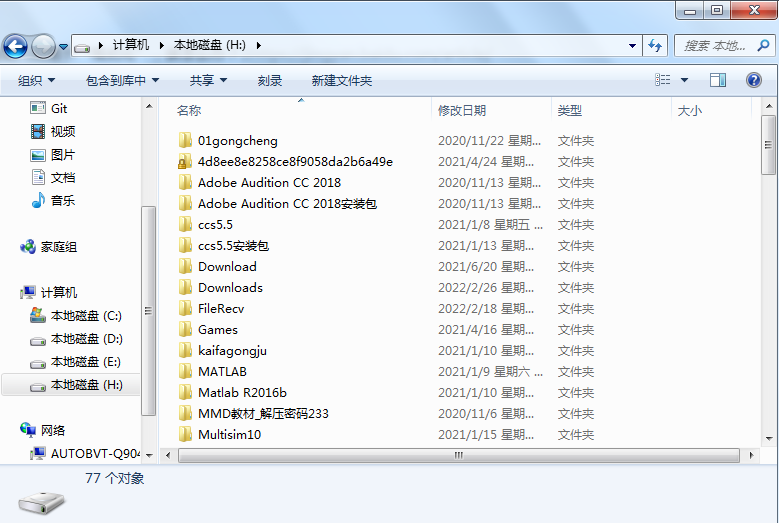 计算机 本地磁盘 (H:)
搜索 本地...
组织 包含到库中 共享 刻录 新建文件夹
Git
视频
图片
文档
音乐
家庭组
计算机
本地磁盘 (C:)
本地磁盘 (D:)
本地磁盘 (E:)
本地磁盘 (H:)
网络
AUTOBVT-Q904
名称 修改日期 类型 大小
01gongcheng 2020/11/22 星期... 文件夹
4d8ee8e8258ce8f9058da2b6a49e 2021/4/24 星期... 文件夹
Adobe Audition CC 2018 2020/11/13 星期... 文件夹
Adobe Audition CC 2018安装包 2020/11/13 星期... 文件夹
ccs5.5 2021/1/8 星期五 ... 文件夹
ccs5.5安装包 2021/1/13 星期... 文件夹
Download 2021/6/20 星期... 文件夹
Downloads 2022/2/26 星期... 文件夹
FileRecv 2022/2/18 星期... 文件夹
Games 2021/4/16 星期... 文件夹
kaifagongju 2021/1/10 星期... 文件夹
MATLAB 2021/1/9 星期六 ... 文件夹
Matlab R2016b 2021/1/10 星期... 文件夹
MMD教材_解压密码233 2020/11/6 星期... 文件夹
Multisim10 2021/1/15 星期... 文件夹
77 个对象